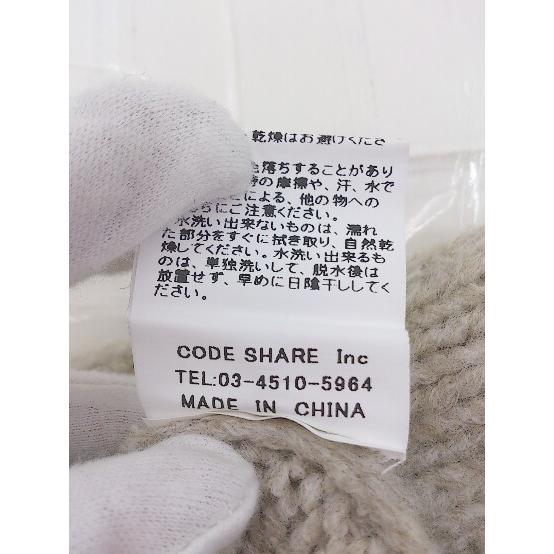 乾燥はお避けくださ
落ちすることがあり
の摩擦や、汗、水で
による、他の物への
ちにご注意ください。
水洗い出来ないものは、濡れ
た部分をすぐに拭き取り、自然乾
燥してください。水洗い出来るも
のは、単独洗いして、脱水後は
放置せず、早めに日陰干ししてく
ださい。
CODE SHARE Inc
TEL:03-4510-5964
MADE IN CHINA